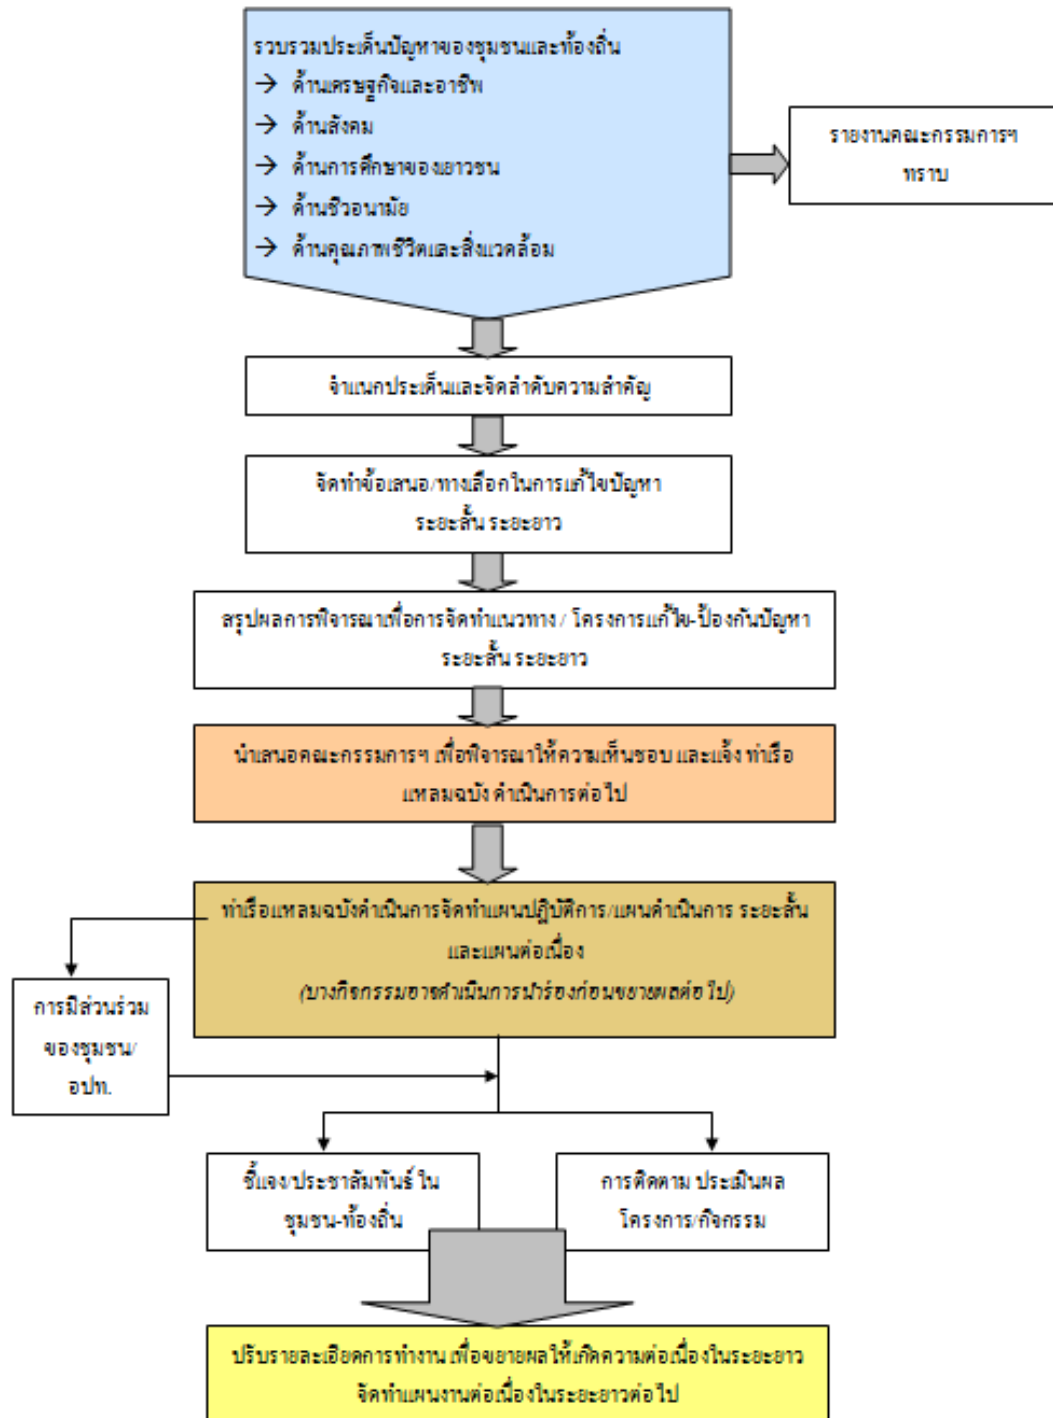 รวบรวมประเด็นปัญหาของชุมชนและท้องถิ่น
→ ด้านเศรษฐกิจและอาชีพ
→ ด้านสังคม
→ ด้านการศึกษาของเยาวชน
→ ด้านชีวอนามัย
→ ด้านคุณภาพชีวิตและสิ่งแวดล้อม
รายงานคณะกรรมการฯ
ทราบ
จำแนกประเด็นและจัดลำดับความสำคัญ
จัดทำข้อเสนอ/ทางเลือกในการแก้ไขปัญหา
ระยะสั้น ระยะยาว
สรุปผลการพิจารณาเพื่อการจัดทำแนวทาง / โครงการแก้ไข-ป้องกันปัญหา
ระยะสั้น ระยะยาว
นำเสนอคณะกรรมการฯ เพื่อพิจารณาให้ความเห็นชอบ และแจ้ง ท่าเรือ
แหลมฉบัง ดำเนินการต่อไป
ท่าเรือแหลมฉบังดำเนินการจัดทำแผนปฏิบัติการ/แผนดำเนินการ ระยะสั้น
และแผนต่อเนื่อง
(บางกิจกรรมอาจดำเนินการนำร่องก่อนขยายผลต่อไป)
การมีส่วนร่วม
ของชุมชน/
อปท.
ชี้แจง/ประชาสัมพันธ์ ใน
ชุมชน-ท้องถิ่น
การติดตาม ประเมินผล
โครงการ/กิจกรรม
ปรับรายละเอียดการทำงาน เพื่อขยายผลให้เกิดความต่อเนื่องในระยะยาว
จัดทำแผนงานต่อเนื่องในระยะยาวต่อไป